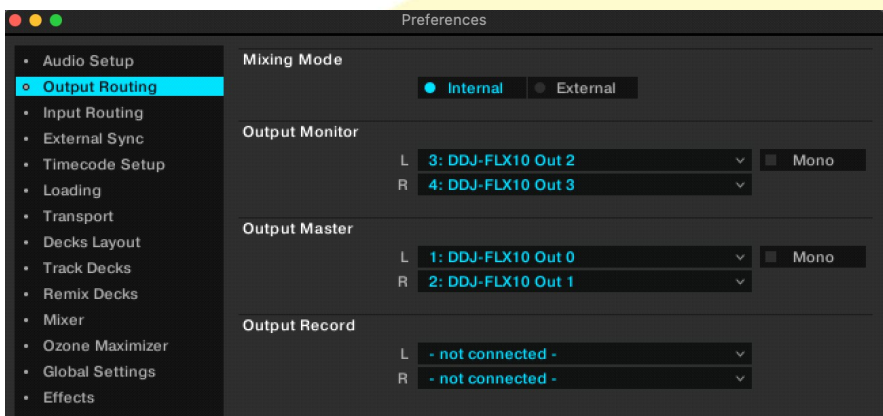 Preferences
Audio Setup
Output Routing
Input Routing
External Sync
Timecode Setup
Loading
Transport
Decks Layout
Track Decks
Remix Decks
Mixer
Ozone Maximizer
Global Settings
Effects
Mixing Mode
Internal External
Output Monitor
L 3: DDJ-FLX10 Out 2 Mono
R 4: DDJ-FLX10 Out 3
Output Master
L 1: DDJ-FLX10 Out 0 Mono
R 2: DDJ-FLX10 Out 1
Output Record
L - not connected -
R - not connected -